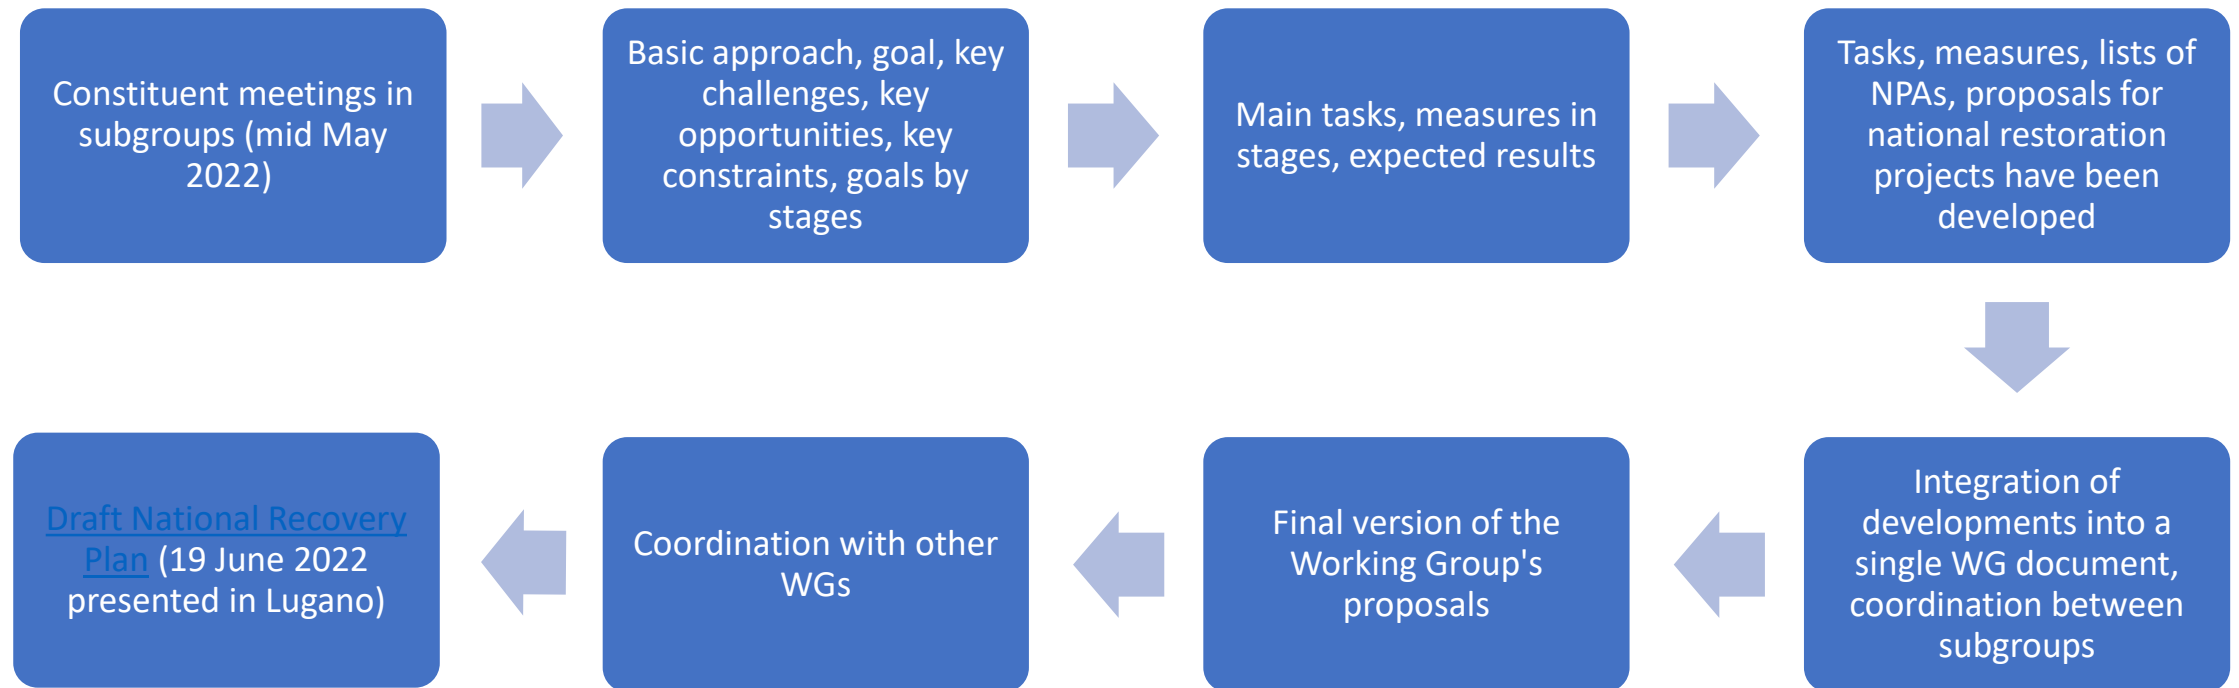 Constituent meetings in
subgroups (mid May
2022)
Basic approach, goal, key
challenges, key
opportunities, key
constraints, goals by
stages
Main tasks, measures in
stages, expected results
Tasks, measures, lists of
NPAs, proposals for
national restoration
projects have been
developed
Integration of
developments into a
single WG document,
coordination between
subgroups
Final version of the
Working Group's
proposals
Coordination with other
WGs
Draft National Recovery
Plan (19 June 2022
presented in Lugano)